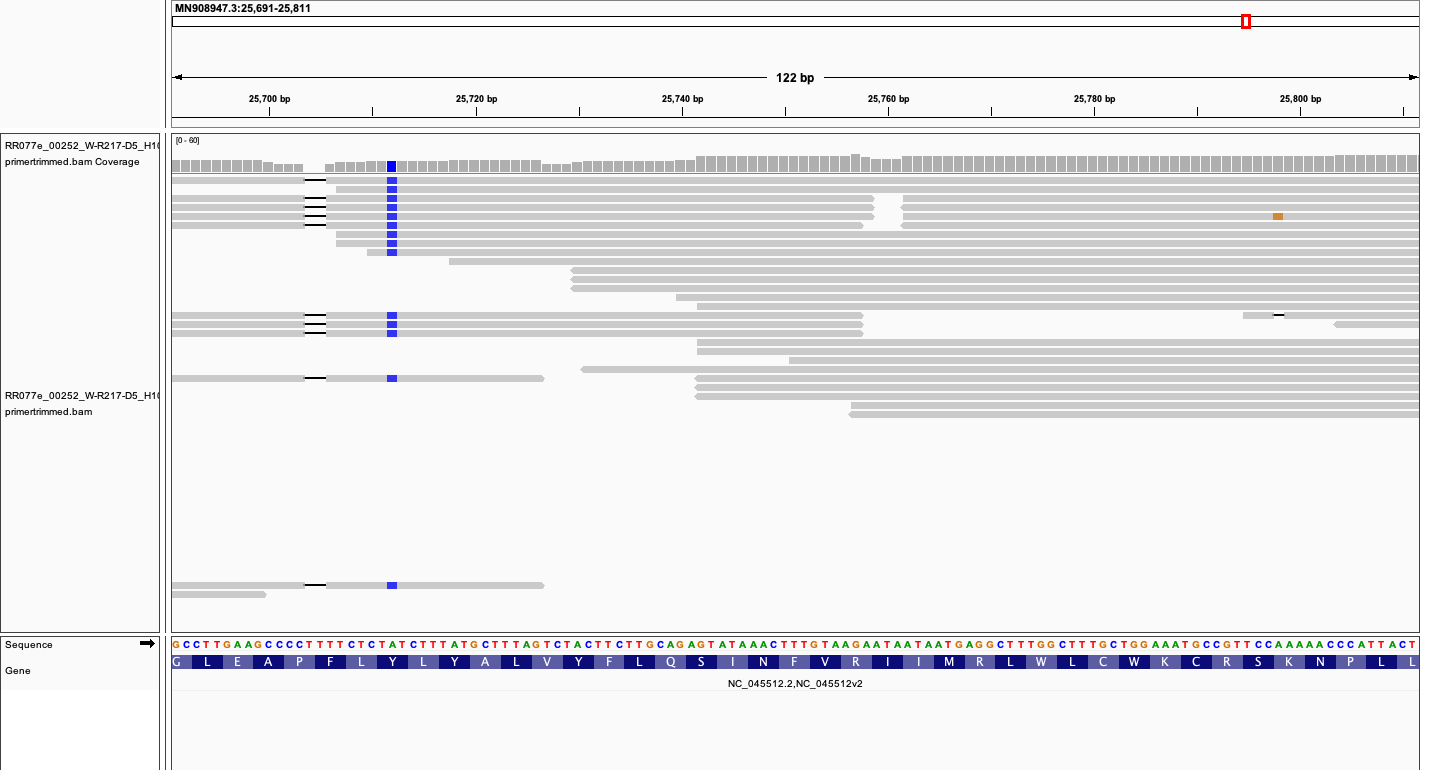 MN908947.3:25,691-25,811
122 bp
25,700 bp 25,720 bp 25,740 bp 25,760 bp 25,780 bp 25,800 bp
[0 - 60]
RR077e_00252_W-R217-D5_H10
primertrimmed.bam Coverage
RR077e_00252_W-R217-D5_H10
primertrimmed.bam
Sequence
GCCTTGAAGCCCCTTTTCTCTATCTTTATGCTTTAGTCTACTTCTTGCAGAGTATAAACTTTGTAAGAATAATAATGAGGCTTTGGCTTTGCTGGAAATGCCGTTCCAAAAACCCATTACT
Gene
G L E A P F L Y L Y A L V Y F L Q S I N F V R I I M R L W L C W K C R S K N P L L
NC_045512.2,NC_045512v2